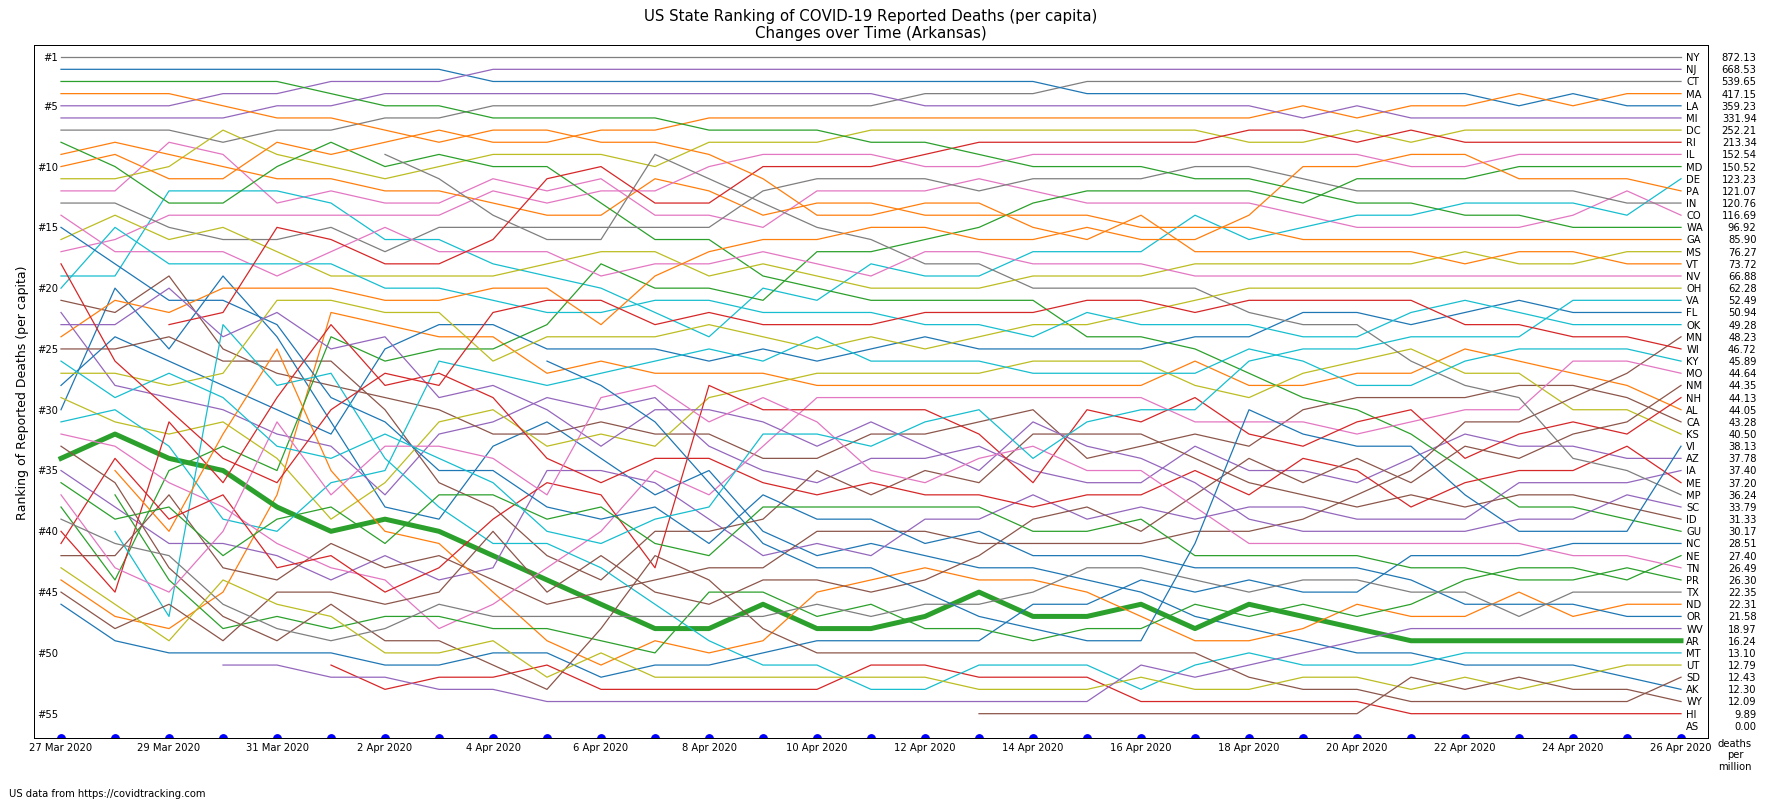 US State Ranking of COVID-19 Reported Deaths (per capita)
Changes over Time (Arkansas)
Ranking of Reported Deaths (per capita)
#1
#5
#10
#15
#20
#25
#30
#35
#40
#45
#50
#55
NY 872.13
NJ 668.53
CT 539.65
MA 417.15
LA 359.23
MI 331.94
DC 252.21
RI 213.34
IL 152.54
MD 150.52
DE 123.23
PA 121.07
IN 120.76
CO 116.69
WA 96.92
GA 85.90
MS 76.27
VT 73.72
NV 66.88
OH 62.28
VA 52.49
FL 50.94
OK 49.28
MN 48.23
WI 46.72
KY 45.89
MO 44.64
NM 44.35
NH 44.13
AL 44.05
CA 43.28
KS 40.50
VI 38.13
AZ 37.78
IA 37.40
ME 37.20
MP 36.24
SC 33.79
ID 31.33
GU 30.17
NC 28.51
NE 27.40
TN 26.49
PR 26.30
TX 22.35
ND 22.31
OR 21.58
WV 18.97
AR 16.24
MT 13.10
UT 12.79
SD 12.43
AK 12.30
WY 12.09
HI 9.89
AS 0.00
27 Mar 2020 29 Mar 2020 31 Mar 2020 2 Apr 2020 4 Apr 2020 6 Apr 2020 8 Apr 2020 10 Apr 2020 12 Apr 2020 14 Apr 2020 16 Apr 2020 18 Apr 2020 20 Apr 2020 22 Apr 2020 24 Apr 2020 26 Apr 2020
deaths
per
million
US data from https://covidtracking.com